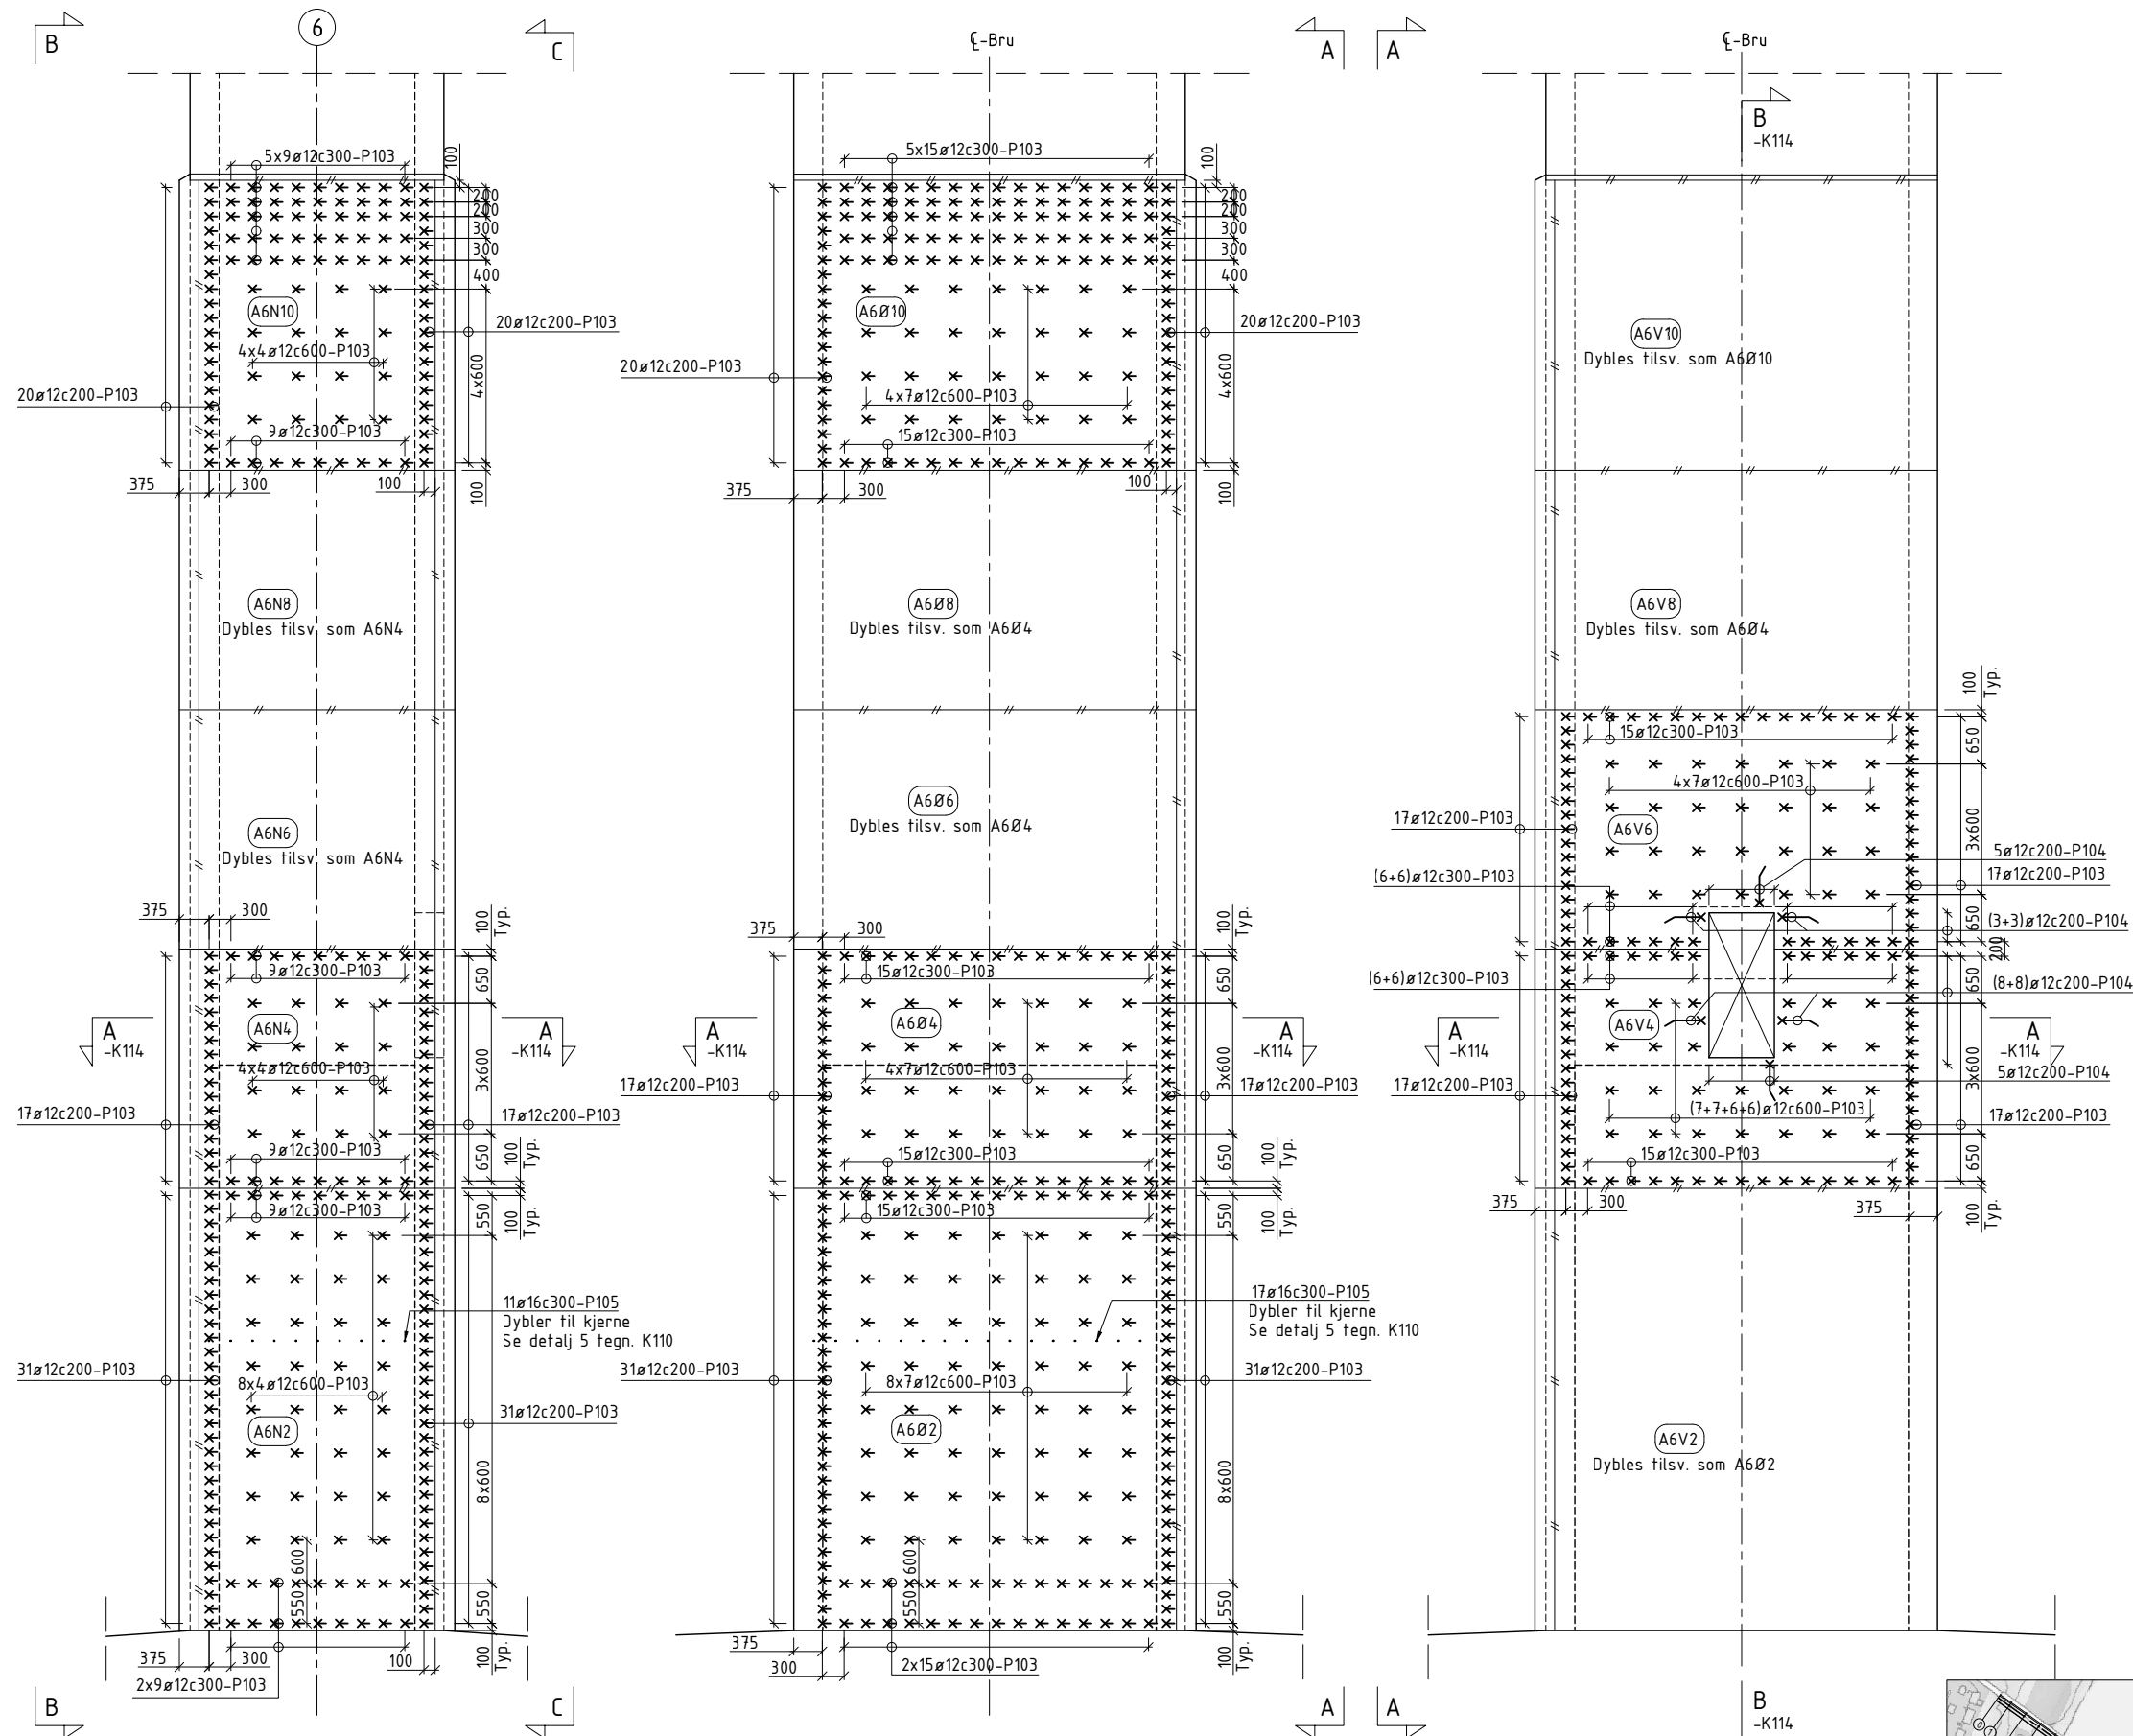 B
6
C
5x9ø12c300-P103
100
200
200
300
300
400
A6N10
20ø12c200-P103
4x4ø12c600-P103
4x600
20ø12c200-P103
9ø12c300-P103
375
300
100
100
A6N8
Dybles tilsv. som A6N4
A6N6
Dybles tilsv. som A6N4
375
300
100
Typ.
9ø12c300-P103
650
A
-K114
A6N4
A
-K114
4x4ø12c600-P103
3x600
17ø12c200-P103
17ø12c200-P103
9ø12c300-P103
650
100
Typ.
9ø12c300-P103
550
100
Typ.
11ø16c300-P105
Dybler til kjerne
Se detalj 5 tegn. K110
31ø12c200-P103
8x4ø12c600-P103
A6N2
31ø12c200-P103
8x600
600
550
550
375
300
100
100
Typ.
2x9ø12c300-P103
B
C
℄-Bru
A
5x15ø12c300-P103
100
200
200
300
300
400
A6Ø10
20ø12c200-P103
20ø12c200-P103
4x600
4x7ø12c600-P103
15ø12c300-P103
375
300
100
100
A6Ø8
Dybles tilsv. som A6Ø4
A6Ø6
Dybles tilsv. som A6Ø4
375
300
100
Typ.
15ø12c300-P103
650
A
-K114
A6Ø4
A
-K114
4x7ø12c600-P103
3x600
17ø12c200-P103
17ø12c200-P103
15ø12c300-P103
650
100
Typ.
15ø12c300-P103
550
100
Typ.
17ø16c300-P105
Dybler til kjerne
Se detalj 5 tegn. K110
31ø12c200-P103
8x7ø12c600-P103
31ø12c200-P103
A6Ø2
8x600
600
550
550
375
300
100
Typ.
2x15ø12c300-P103
A
A
℄-Bru
B
-K114
A6V10
Dybles tilsv. som A6Ø10
A6V8
Dybles tilsv. som A6Ø4
100
Typ.
15ø12c300-P103
650
4x7ø12c600-P103
17ø12c200-P103
A6V6
3x600
5ø12c200-P104
(6+6)ø12c300-P103
17ø12c200-P103
650
(3+3)ø12c200-P104
200
(6+6)ø12c300-P103
650
(8+8)ø12c200-P104
A
-K114
A6V4
A
-K114
3x600
5ø12c200-P104
17ø12c200-P103
(7+7+6+6)ø12c600-P103
17ø12c200-P103
15ø12c300-P103
650
375
300
375
100
Typ.
A6V2
Dybles tilsv. som A6Ø2
A
A
B
-K114